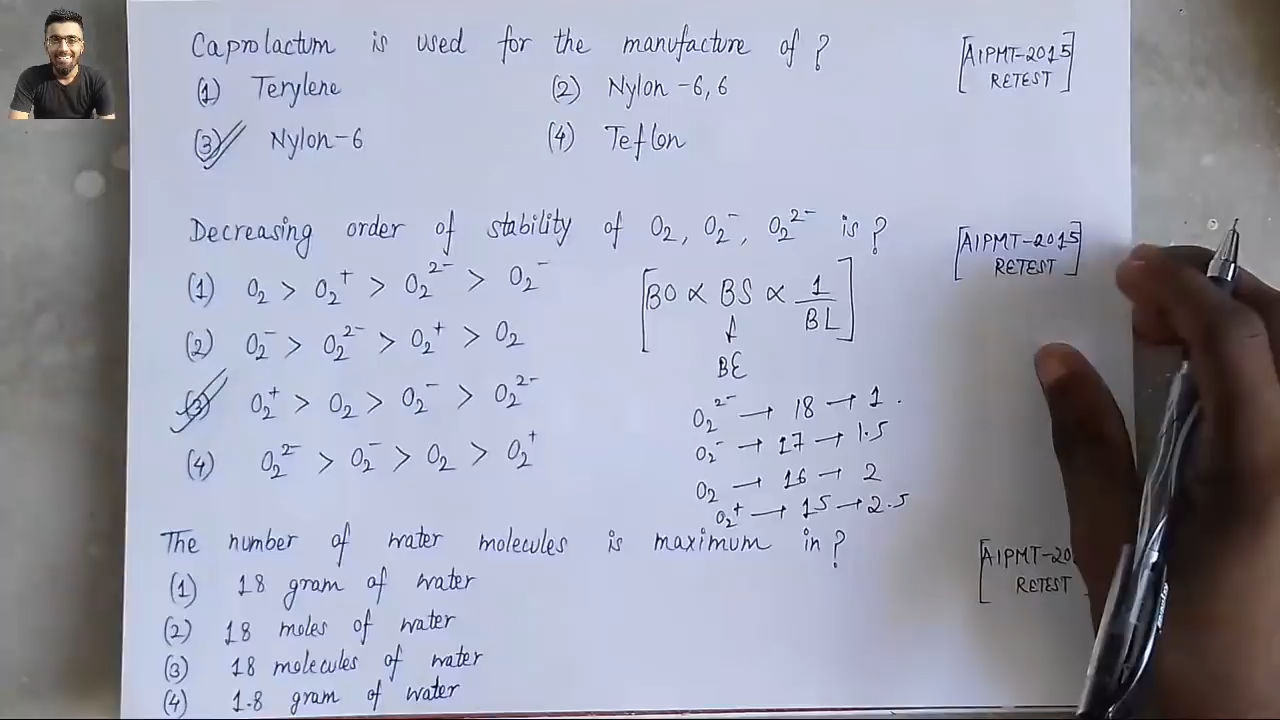 Caprolactum is used for the manufacture of ? [AIPMT-2015 RETEST]
(1) Terylene (2) Nylon -6,6
(3) Nylon-6 (4) Teflon
Decreasing order of stability of O₂, O₂⁻, O₂²⁻ is ? [AIPMT-2015 RETEST]
(1) O₂ > O₂⁺ > O₂²⁻ > O₂⁻
(2) O₂⁻ > O₂²⁻ > O₂⁺ > O₂
(3) O₂⁺ > O₂ > O₂⁻ > O₂²⁻
(4) O₂²⁻ > O₂⁻ > O₂ > O₂⁺
[BO ∝ BS ∝ 1/BL]
↓
BE
O₂²⁻ → 18 → 1.
O₂⁻ → 17 → 1.5
O₂ → 16 → 2
O₂⁺ → 15 → 2.5
The number of water molecules is maximum in ? [AIPMT-20
RETEST
(1) 18 gram of water
(2) 18 moles of water
(3) 18 molecules of water
(4) 1.8 gram of water